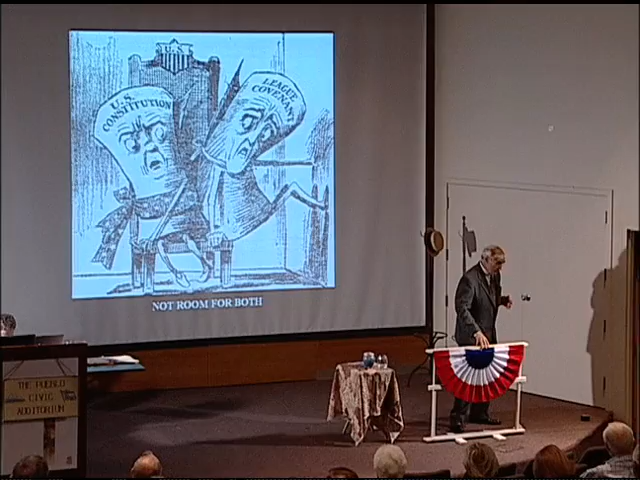 U.S.
CONSTITUTION
LEAGUE
COVENANT
NOT ROOM FOR BOTH
THE PUEBLO
CIVIC
AUDITORIUM